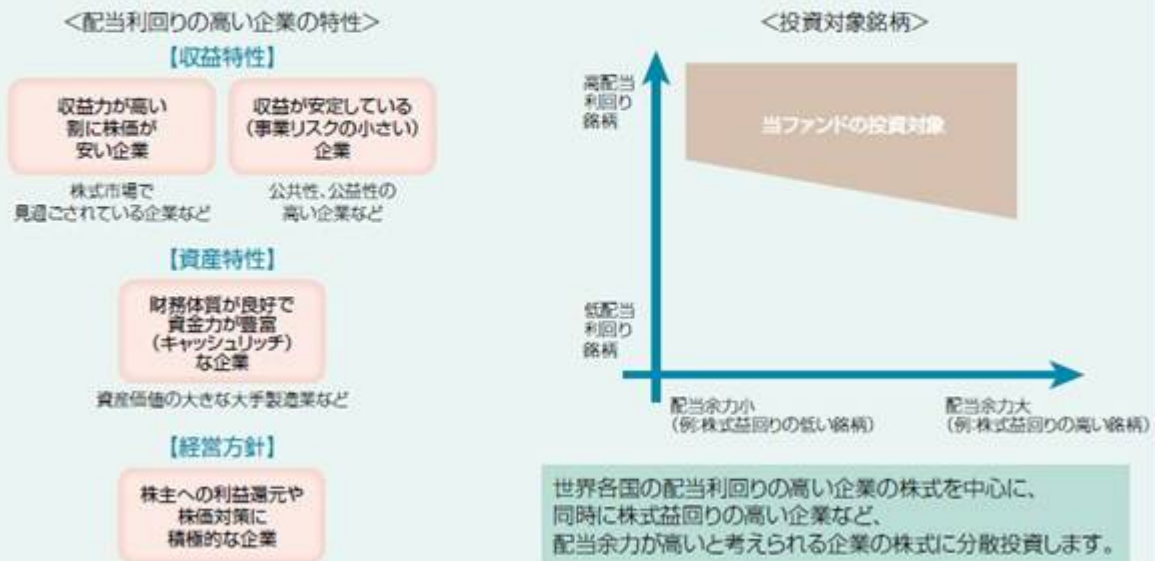 <配当利回りの高い企業の特性>
【収益特性】
収益力が高い
割に株価が
安い企業
株式市場で
見過ごされている企業など
収益が安定している
(事業リスクの小さい)
企業
公共性、公益性の
高い企業など
【資産特性】
財務体質が良好で
資金力が豊富
(キャッシュリッチ)
な企業
資産価値の大きな大手製造業など
【経営方針】
株主への利益還元や
株価対策に
積極的な企業
<投資対象銘柄>
高配当
利回り
銘柄
当ファンドの投資対象
低配当
利回り
銘柄
配当余力小
(例:株式益回りの低い銘柄)
配当余力大
(例:株式益回りの高い銘柄)
世界各国の配当利回りの高い企業の株式を中心に、
同時に株式益回りの高い企業など、
配当余力が高いと考えられる企業の株式に分散投資します。